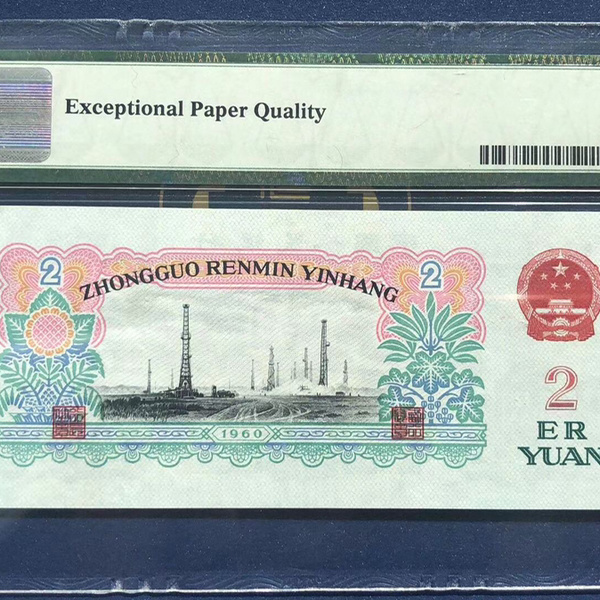 Exceptional Paper Quality
2
ZHONGGUO RENMIN YINHANG
2
1960
2
ER
YUAN